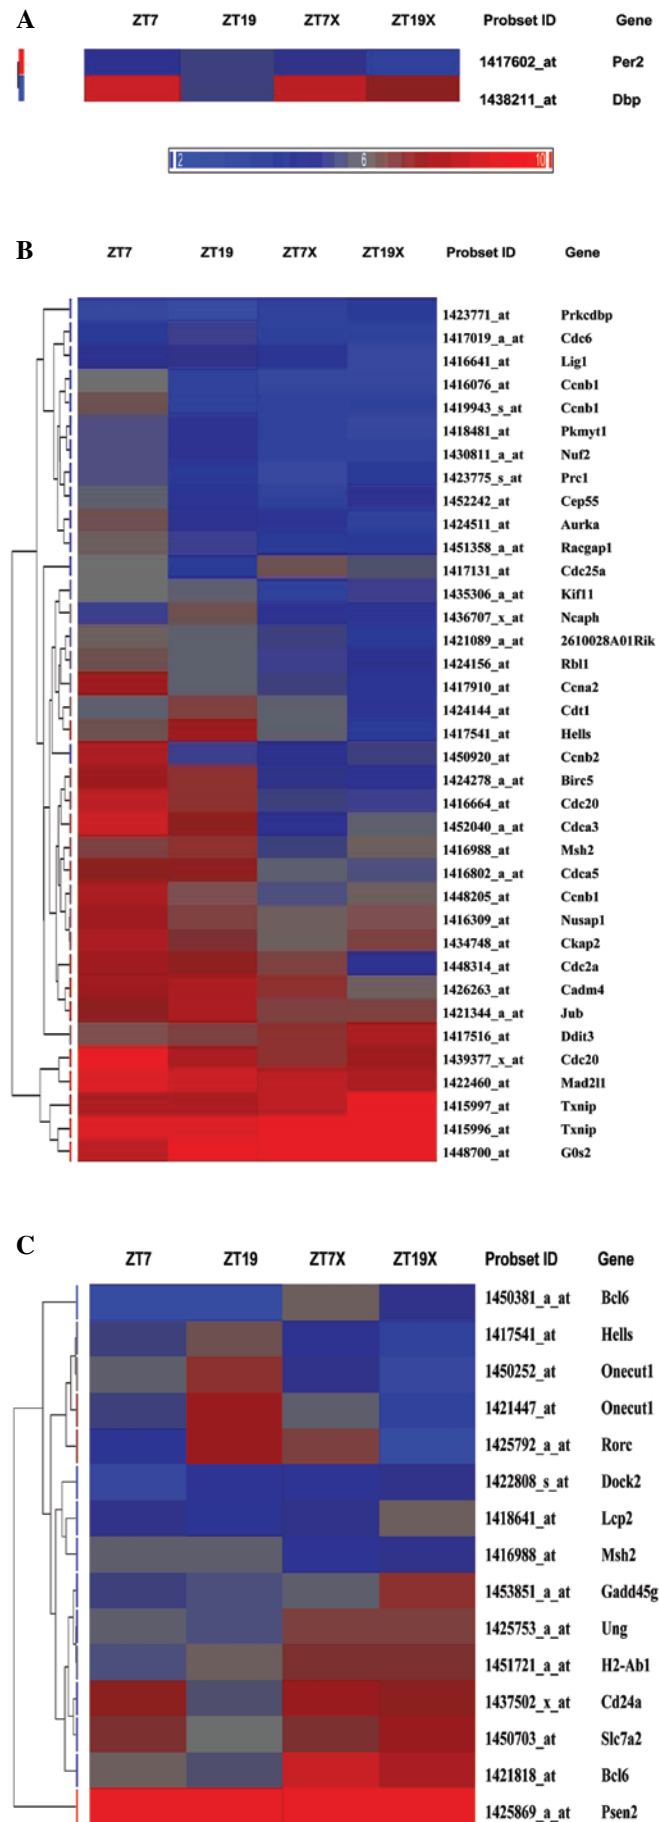 A
ZT7 ZT19 ZT7X ZT19X Probset ID Gene
1417602_at Per2
1438211_at Dbp
2 6 10
B
ZT7 ZT19 ZT7X ZT19X Probset ID Gene
1423771_at Prkcdbp
1417019_a_at Cdc6
1416641_at Lig1
1416076_at Ccnb1
1419943_s_at Ccnb1
1418481_at Pkmyt1
1430811_a_at Nuf2
1423775_s_at Prc1
1452242_at Cep55
1424511_at Aurka
1451358_a_at Racgap1
1417131_at Cdc25a
1435306_a_at Kif11
1436707_x_at Ncaph
1421089_a_at 2610028A01Rik
1424156_at Rbl1
1417910_at Ccna2
1424144_at Cdt1
1417541_at Hells
1450920_at Ccnb2
1424278_a_at Birc5
1416664_at Cdc20
1452040_a_at Cdca3
1416988_at Msh2
1416802_a_at Cdca5
1448205_at Ccnb1
1416309_at Nusap1
1434748_at Ckap2
1448314_at Cdc2a
1426263_at Cadm4
1421344_a_at Jub
1417516_at Ddit3
1439377_x_at Cdc20
1422460_at Mad2l1
1415997_at Txnip
1415996_at Txnip
1448700_at G0s2
C
ZT7 ZT19 ZT7X ZT19X Probset ID Gene
1450381_a_at Bcl6
1417541_at Hells
1450252_at Onecut1
1421447_at Onecut1
1425792_a_at Rorc
1422808_s_at Dock2
1418641_at Lcp2
1416988_at Msh2
1453851_a_at Gadd45g
1425753_a_at Ung
1451721_a_at H2-Ab1
1437502_x_at Cd24a
1450703_at Slc7a2
1421818_at Bcl6
1425869_a_at Psen2